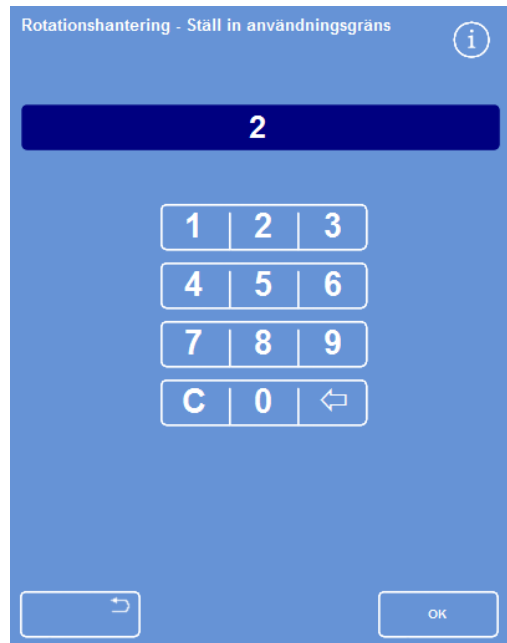 Rotationshantering - Ställ in användningsgräns
i
2
1 2 3
4 5 6
7 8 9
C 0
OK